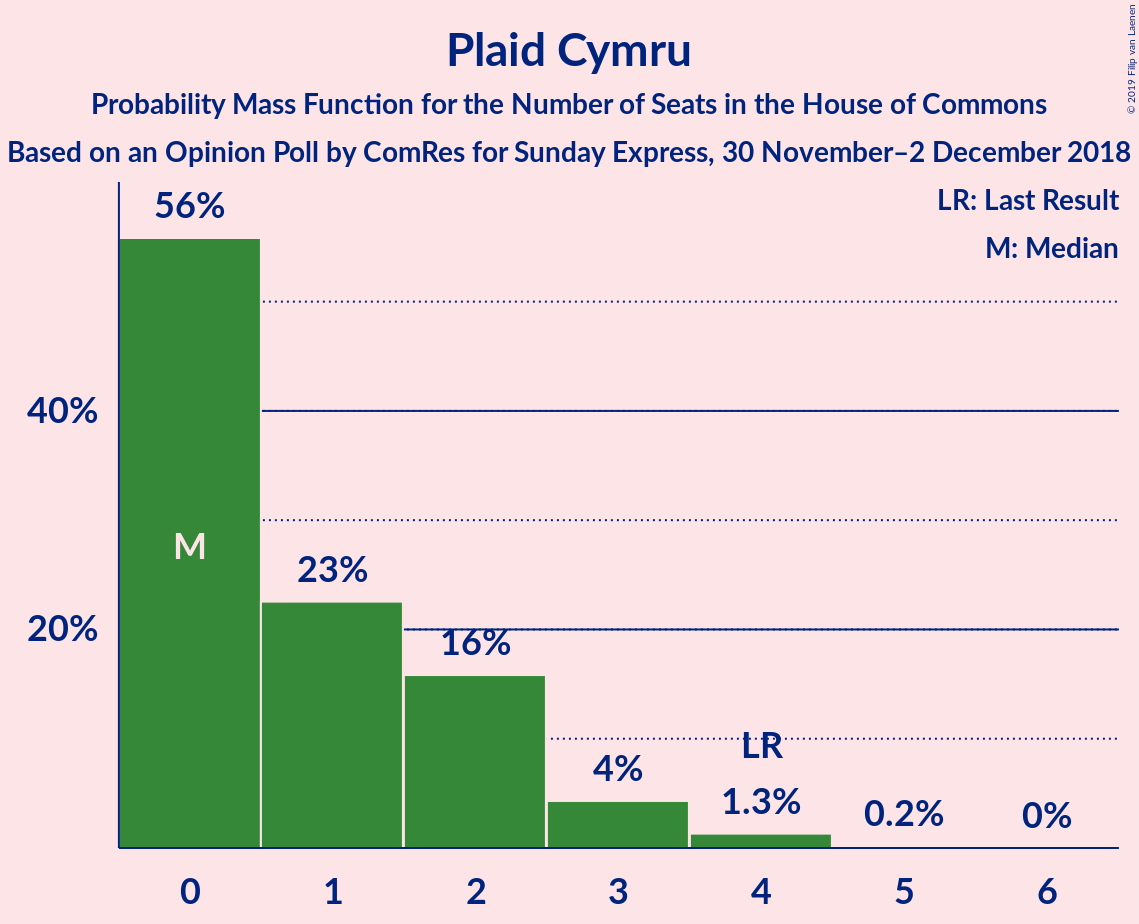 Plaid Cymru
Probability Mass Function for the Number of Seats in the House of Commons
Based on an Opinion Poll by ComRes for Sunday Express, 30 November–2 December 2018
© 2019 Filip van Laenen
LR: Last Result
M: Median
56%
40%
M
23%
20%
16%
LR
4%
1.3%
0.2%
0%
0 1 2 3 4 5 6